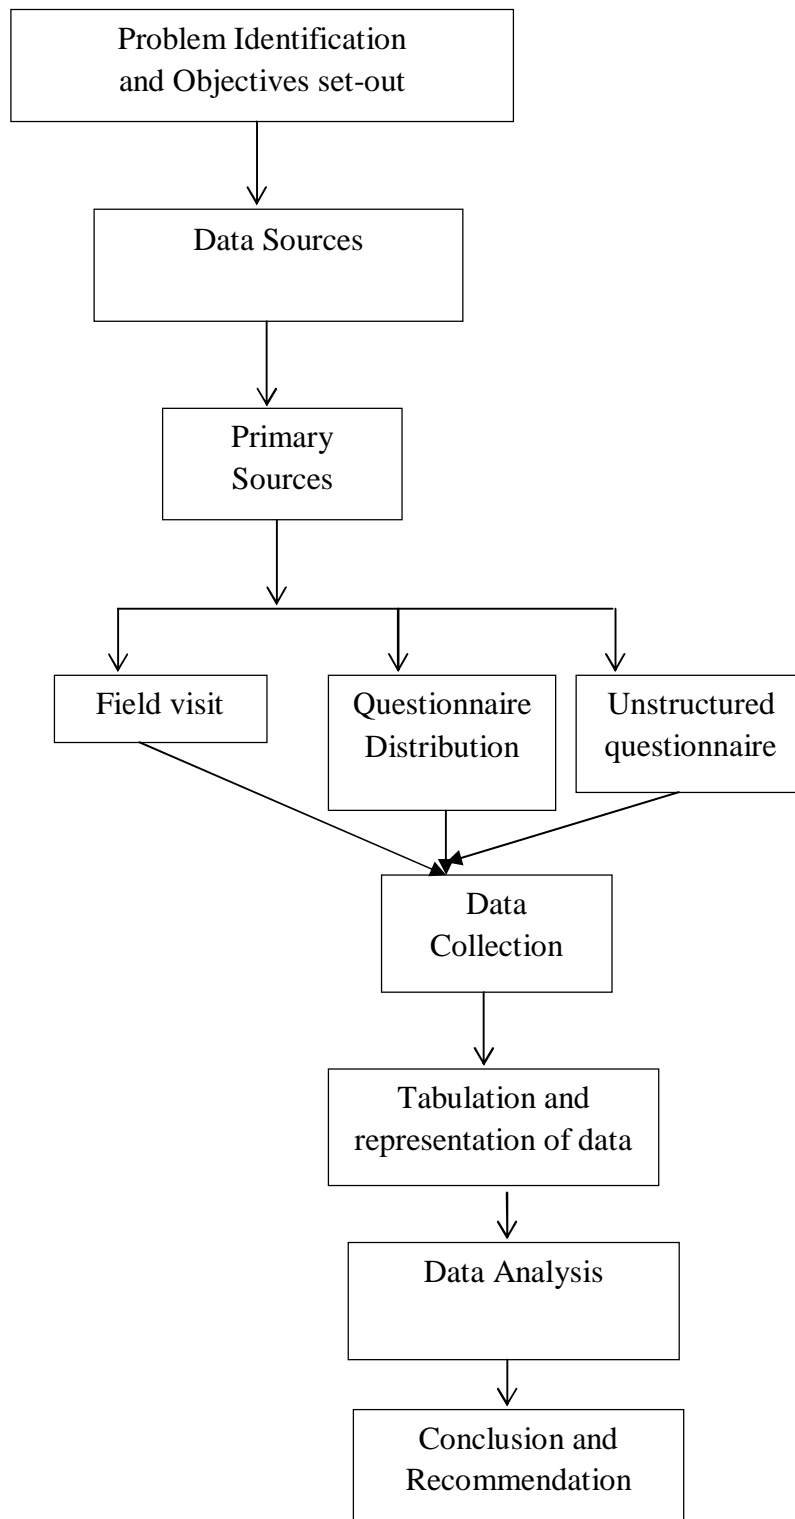 Problem Identification
and Objectives set-out
Data Sources
Primary
Sources
Field visit
Questionnaire
Distribution
Unstructured
questionnaire
Data
Collection
Tabulation and
representation of data
Data Analysis
Conclusion and
Recommendation